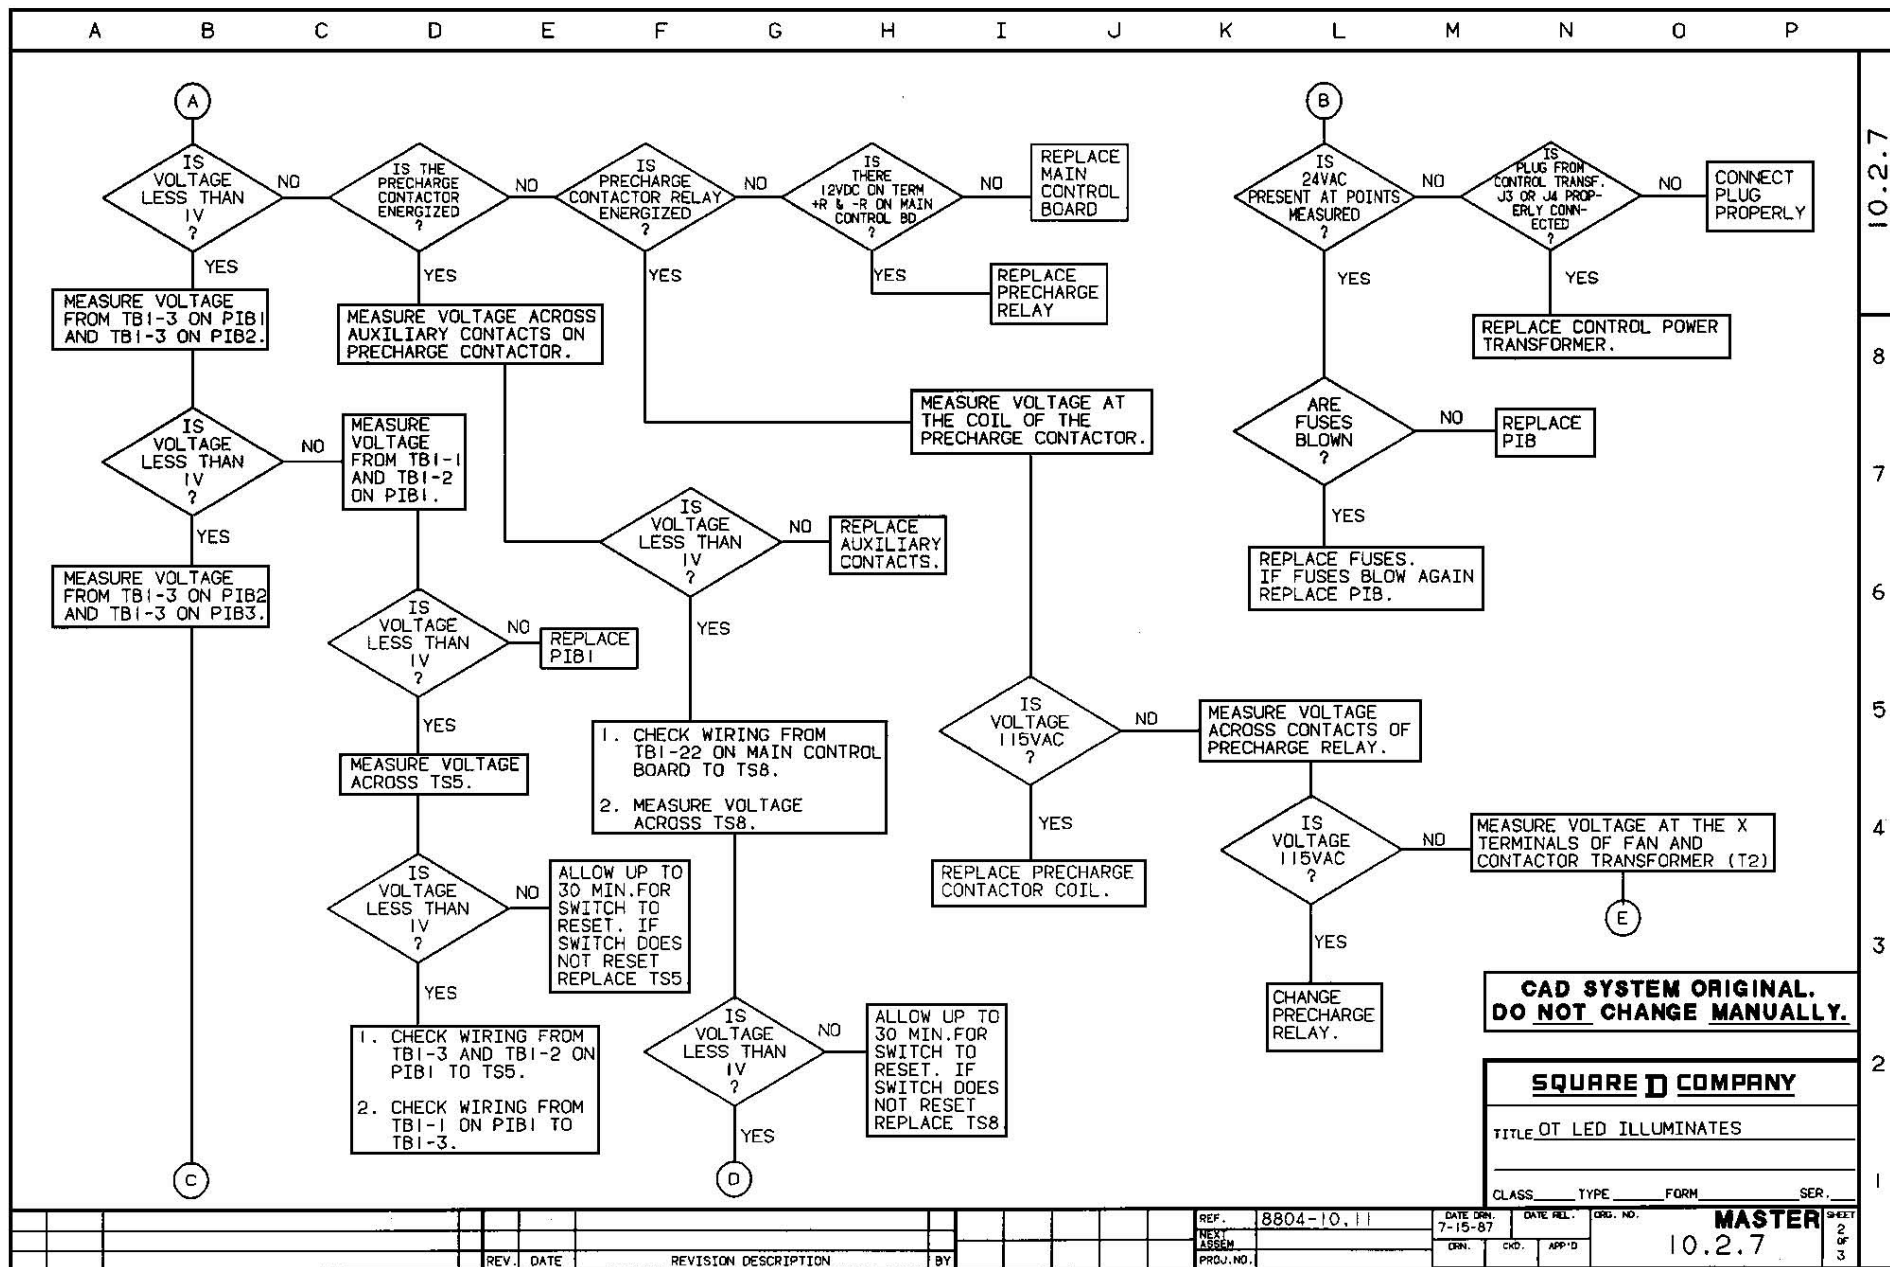 A B C D E F G H I J K L M N O P
10.2.7
8
7
6
5
4
3
2
1
A
IS
VOLTAGE
LESS THAN
1V
?
NO
YES
IS THE
PRECHARGE
CONTACTOR
ENERGIZED
?
NO
YES
IS
PRECHARGE
CONTACTOR RELAY
ENERGIZED
?
NO
YES
IS
THERE
12VDC ON TERM
+R & -R ON MAIN
CONTROL BD
?
NO
YES
REPLACE
MAIN
CONTROL
BOARD
REPLACE
PRECHARGE
RELAY
MEASURE VOLTAGE
FROM TB1-3 ON PIB1
AND TB1-3 ON PIB2.
MEASURE VOLTAGE ACROSS
AUXILIARY CONTACTS ON
PRECHARGE CONTACTOR.
IS
VOLTAGE
LESS THAN
1V
?
NO
YES
MEASURE
VOLTAGE
FROM TB1-1
AND TB1-2
ON PIB1.
MEASURE VOLTAGE AT
THE COIL OF THE
PRECHARGE CONTACTOR.
IS
VOLTAGE
LESS THAN
1V
?
NO
YES
REPLACE
AUXILIARY
CONTACTS.
MEASURE VOLTAGE
FROM TB1-3 ON PIB2
AND TB1-3 ON PIB3.
IS
VOLTAGE
LESS THAN
1V
?
NO
YES
REPLACE
PIB1
MEASURE VOLTAGE
ACROSS TS5.
1. CHECK WIRING FROM
TB1-22 ON MAIN CONTROL
BOARD TO TS8.
2. MEASURE VOLTAGE
ACROSS TS8.
IS
VOLTAGE
115VAC
?
NO
YES
MEASURE VOLTAGE
ACROSS CONTACTS OF
PRECHARGE RELAY.
REPLACE PRECHARGE
CONTACTOR COIL.
IS
VOLTAGE
LESS THAN
1V
?
NO
YES
ALLOW UP TO
30 MIN.FOR
SWITCH TO
RESET. IF
SWITCH DOES
NOT RESET
REPLACE TS5
1. CHECK WIRING FROM
TB1-3 AND TB1-2 ON
PIB1 TO TS5.
2. CHECK WIRING FROM
TB1-1 ON PIB1 TO
TB1-3.
IS
VOLTAGE
LESS THAN
1V
?
NO
YES
ALLOW UP TO
30 MIN.FOR
SWITCH TO
RESET. IF
SWITCH DOES
NOT RESET
REPLACE TS8
C
D
B
IS
24VAC
PRESENT AT POINTS
MEASURED
?
NO
YES
IS
PLUG FROM
CONTROL TRANSF.
J3 OR J4 PROP-
ERLY CONN-
ECTED
?
NO
YES
CONNECT
PLUG
PROPERLY
REPLACE CONTROL POWER
TRANSFORMER.
ARE
FUSES
BLOWN
?
NO
YES
REPLACE
PIB
REPLACE FUSES.
IF FUSES BLOW AGAIN
REPLACE PIB.
IS
VOLTAGE
115VAC
?
NO
YES
MEASURE VOLTAGE AT THE X
TERMINALS OF FAN AND
CONTACTOR TRANSFORMER (T2)
E
CHANGE
PRECHARGE
RELAY.
CAD SYSTEM ORIGINAL.
DO NOT CHANGE MANUALLY.
SQUARE D COMPANY
TITLE OT LED ILLUMINATES
CLASS TYPE FORM SER.
REV. DATE REVISION DESCRIPTION BY
REF. 8804-10,11
NEXT
ASSEM
PROJ.NO.
DATE DRN.
7-15-87
DATE REL.
DRN. CKD. APP'D
ORG. NO.
MASTER
10.2.7
SHEET
2
OF
3